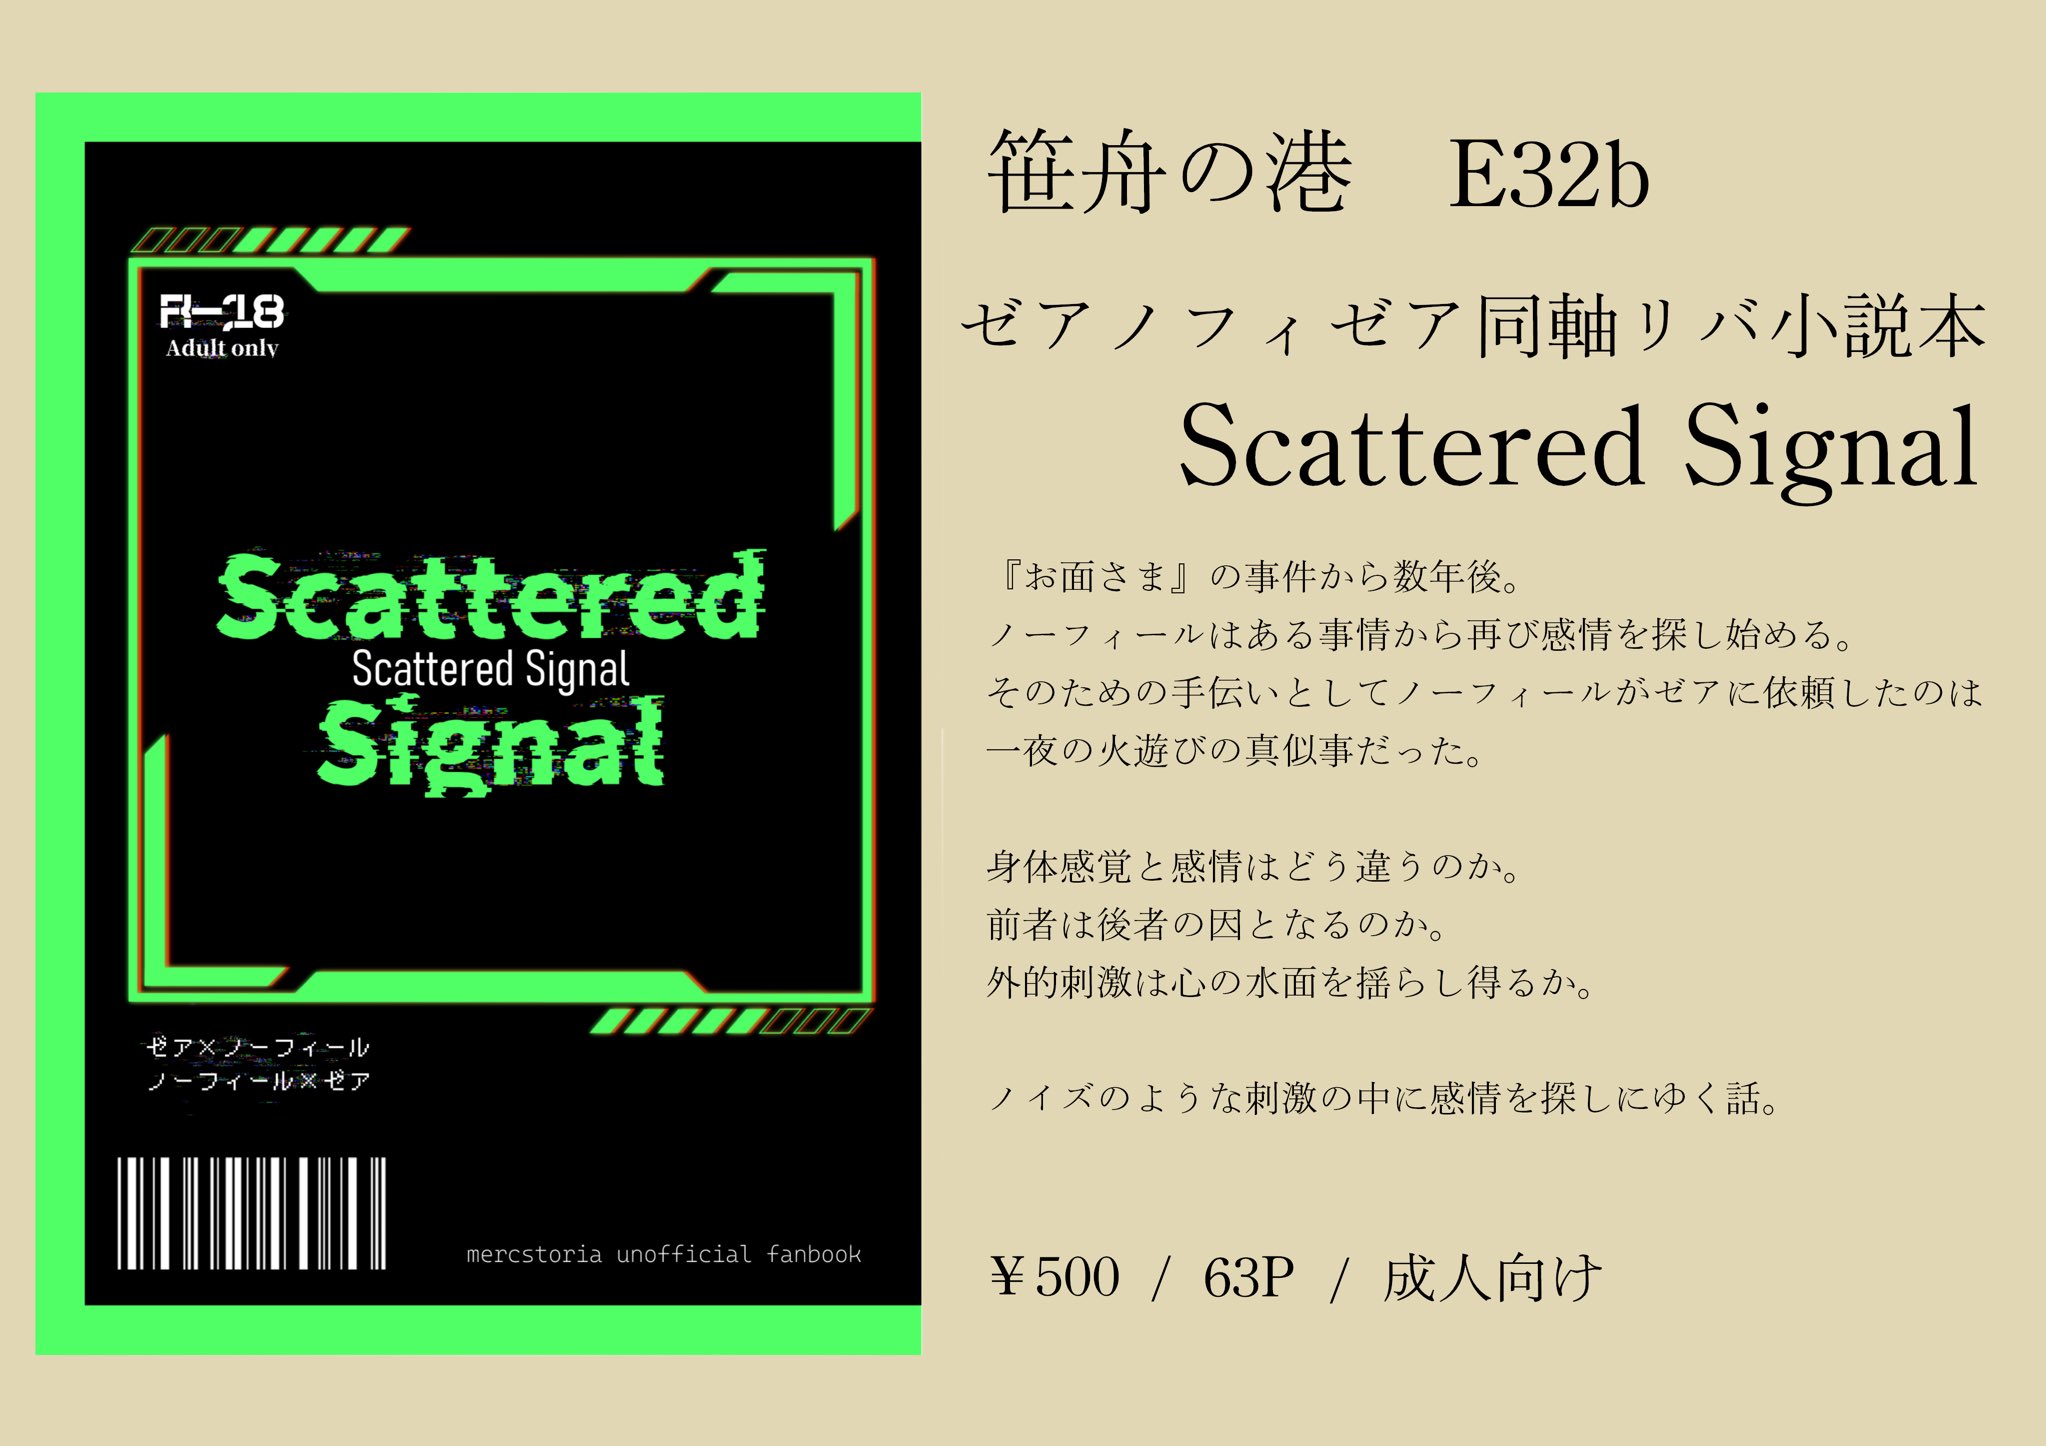 R-18
Adult only
Scattered
Scattered Signal
Signal
ゼア×ノーフィール
ノーフィール×ゼア
mercstoria unofficial fanbook
笹舟の港　E32b
ゼアノフィゼア同軸リバ小説本
Scattered Signal
『お面さま』の事件から数年後。
ノーフィールはある事情から再び感情を探し始める。
そのための手伝いとしてノーフィールがゼアに依頼したのは
一夜の火遊びの真似事だった。
身体感覚と感情はどう違うのか。
前者は後者の因となるのか。
外的刺激は心の水面を揺らし得るか。
ノイズのような刺激の中に感情を探しにゆく話。
￥500 / 63P / 成人向け